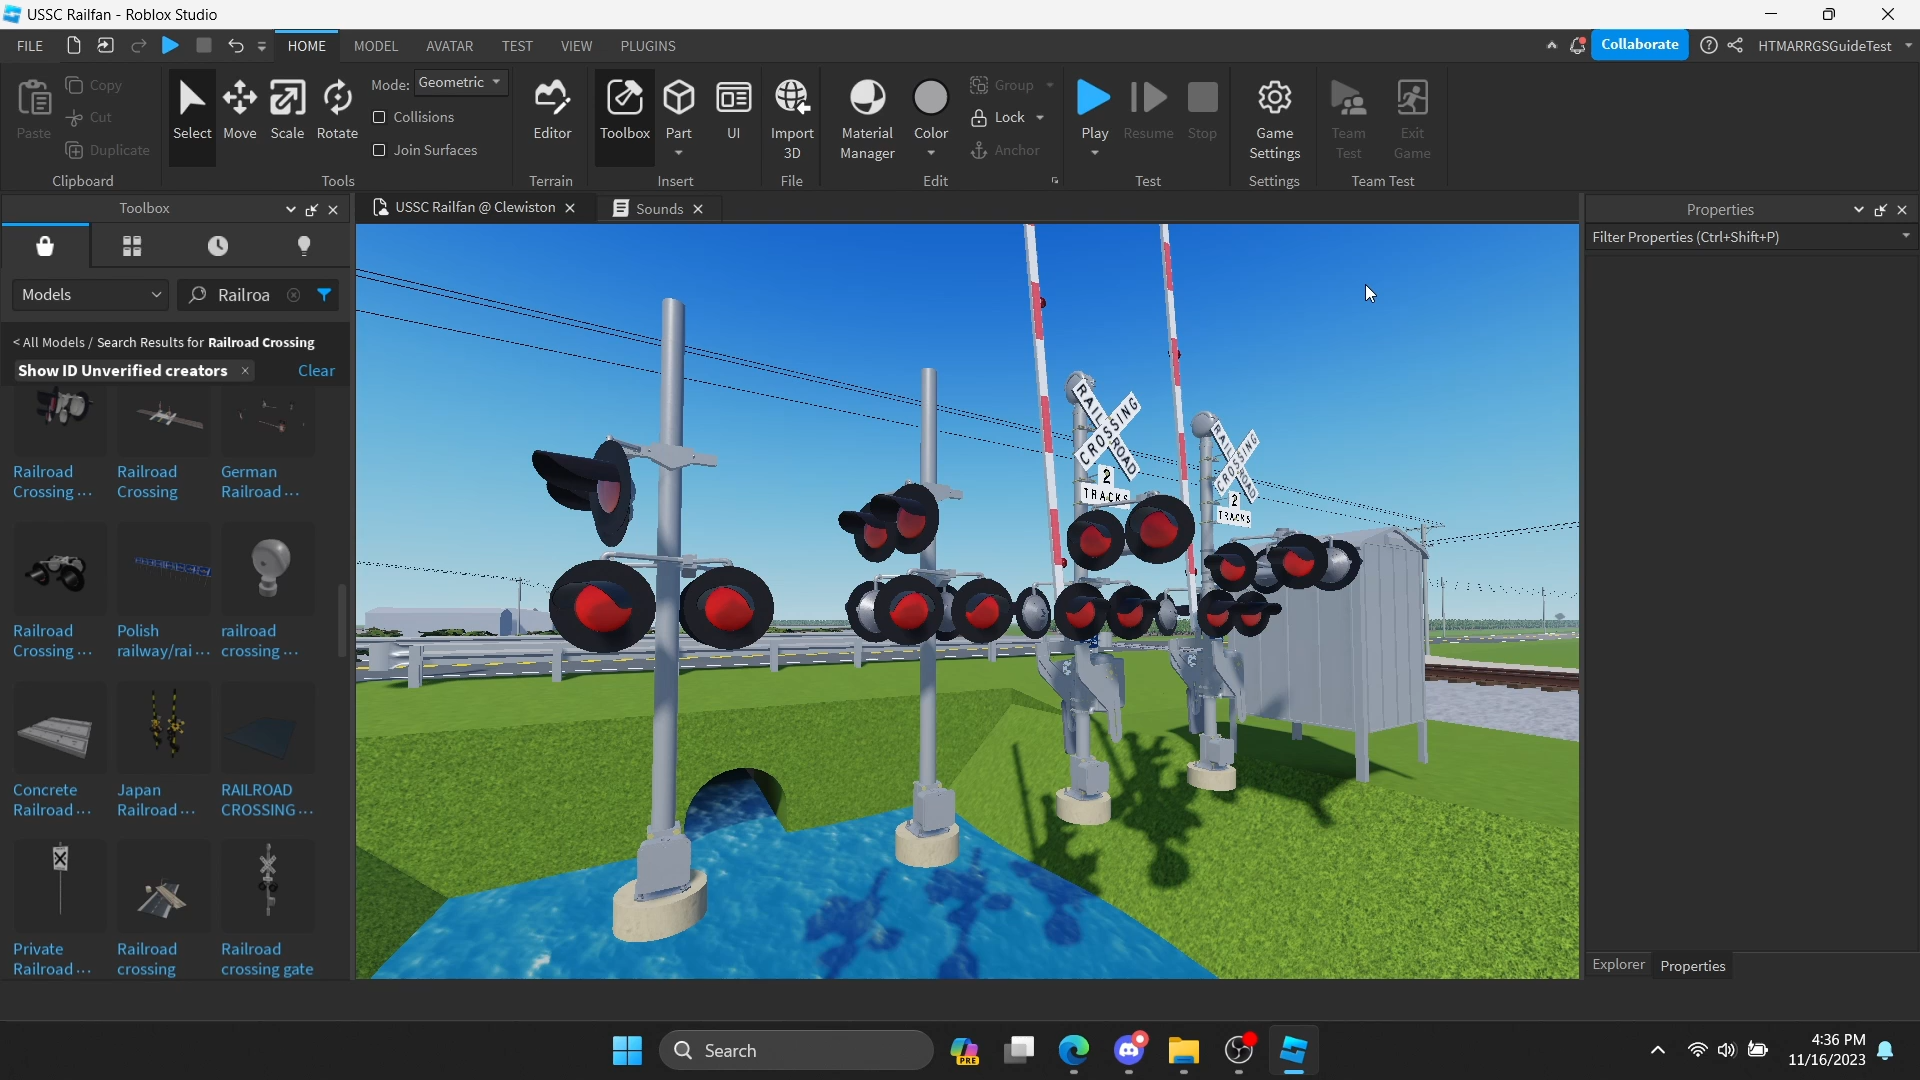 USSC Railfan - Roblox Studio
FILE
HOME
MODEL
AVATAR
TEST
VIEW
PLUGINS
Collaborate
HTMARRGSGuideTest
Paste
Copy
Cut
Duplicate
Clipboard
Select
Move
Scale
Rotate
Mode: Geometric
Collisions
Join Surfaces
Tools
Editor
Terrain
Toolbox
Part
UI
Insert
Import
3D
File
Material
Manager
Color
Group
Lock
Anchor
Edit
Play
Resume
Stop
Test
Game
Settings
Settings
Team
Test
Exit
Game
Team Test
Toolbox
USSC Railfan @ Clewiston
Sounds
Properties
Filter Properties (Ctrl+Shift+P)
Models
Railroa
< All Models / Search Results for Railroad Crossing
Show ID Unverified creators
Clear
Railroad
Crossing ...
Railroad
Crossing
German
Railroad ...
Railroad
Crossing ...
Polish
railway/rai ...
railroad
crossing ...
Concrete
Railroad ...
Japan
Railroad ...
RAILROAD
CROSSING ...
Private
Railroad ...
Railroad
crossing
Railroad
crossing gate
RAILROAD
CROSSING
2
TRACKS
RAILROAD
CROSSING
2
TRACKS
Explorer
Properties
Search
PRE
4:36 PM
11/16/2023